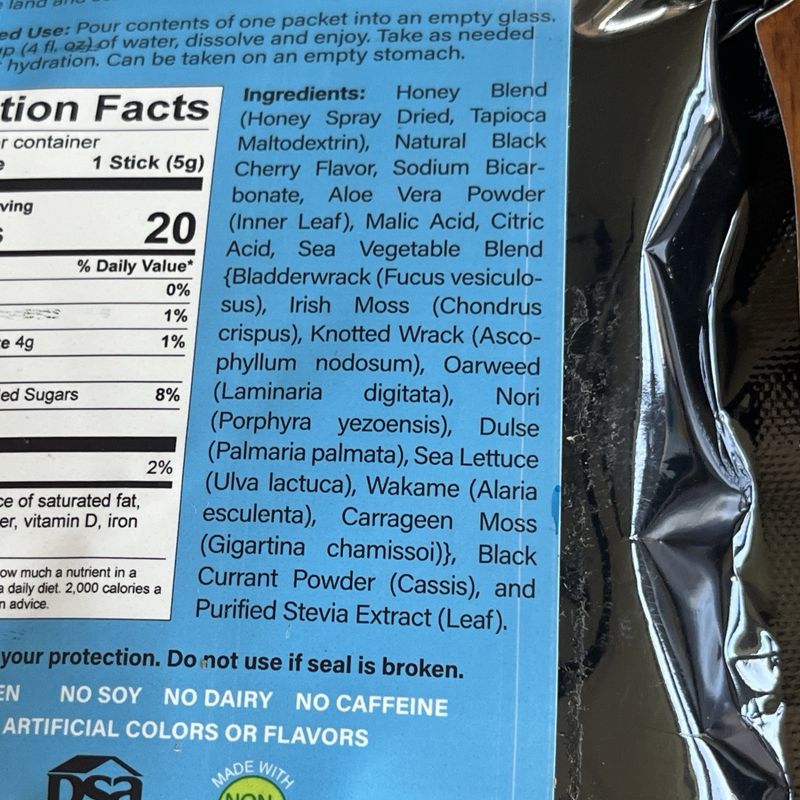 land and
ed Use: Pour contents of one packet into an empty glass.
up (4 fl. oz) of water, dissolve and enjoy. Take as needed
hydration. Can be taken on an empty stomach.
tion Facts
r container
e 1 Stick (5g)
ving
s 20
% Daily Value*
0%
1%
e 4g 1%
ed Sugars 8%
2%
ce of saturated fat,
er, vitamin D, iron
ow much a nutrient in a
a daily diet. 2,000 calories a
n advice.
Ingredients: Honey Blend
(Honey Spray Dried, Tapioca
Maltodextrin), Natural Black
Cherry Flavor, Sodium Bicar-
bonate, Aloe Vera Powder
(Inner Leaf), Malic Acid, Citric
Acid, Sea Vegetable Blend
{Bladderwrack (Fucus vesiculo-
sus), Irish Moss (Chondrus
crispus), Knotted Wrack (Asco-
phyllum nodosum), Oarweed
(Laminaria digitata), Nori
(Porphyra yezoensis), Dulse
(Palmaria palmata), Sea Lettuce
(Ulva lactuca), Wakame (Alaria
esculenta), Carrageen Moss
(Gigartina chamissoi)}, Black
Currant Powder (Cassis), and
Purified Stevia Extract (Leaf).
your protection. Do not use if seal is broken.
EN NO SOY NO DAIRY NO CAFFEINE
ARTIFICIAL COLORS OR FLAVORS
dsa
MADE WITH
NON